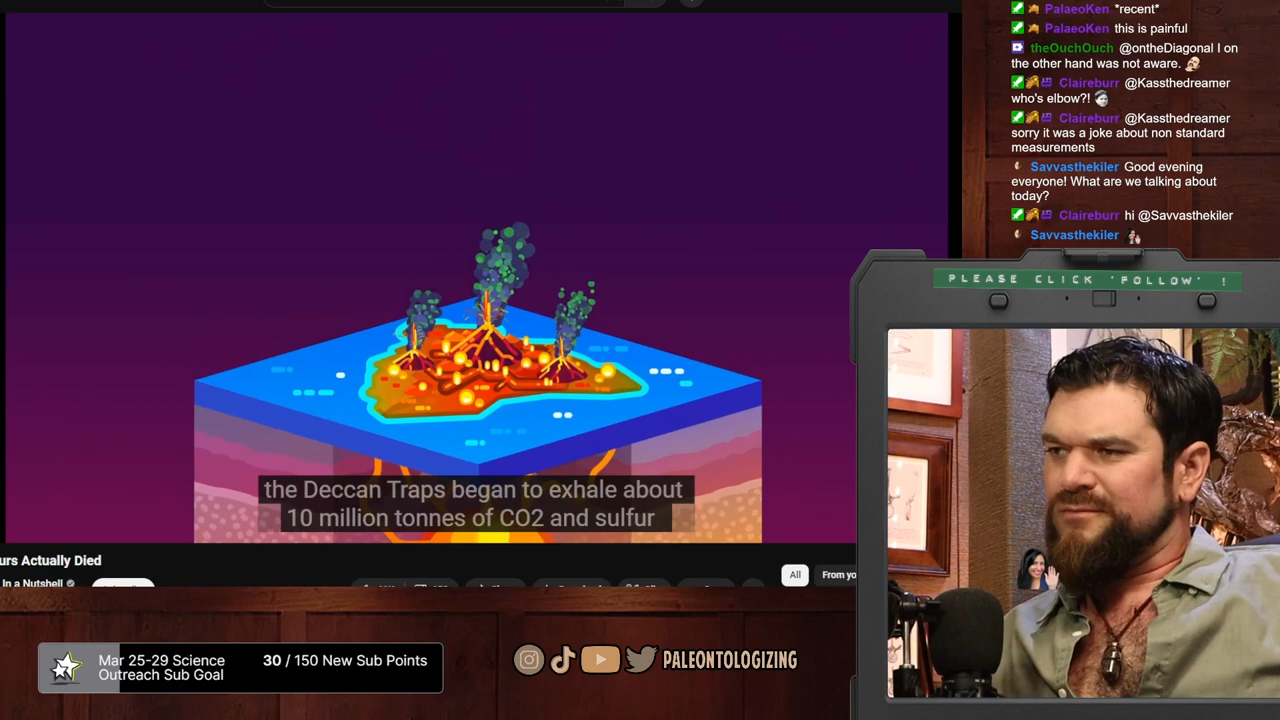 PalaeoKen *recent*
PalaeoKen this is painful
theOuchOuch @ontheDiagonal I on
the other hand was not aware.
Claireburr @Kassthedreamer
who's elbow?!
Claireburr @Kassthedreamer
sorry it was a joke about non standard
measurements
Savvasthekiler Good evening
everyone! What are we talking about
today?
Claireburr hi @Savvasthekiler
Savvasthekiler
PLEASE CLICK 'FOLLOW' !
the Deccan Traps began to exhale about
10 million tonnes of CO2 and sulfur
urs Actually Died
In a Nutshell
All
From yo
Mar 25-29 Science
Outreach Sub Goal
30 / 150 New Sub Points
PALEONTOLOGIZING